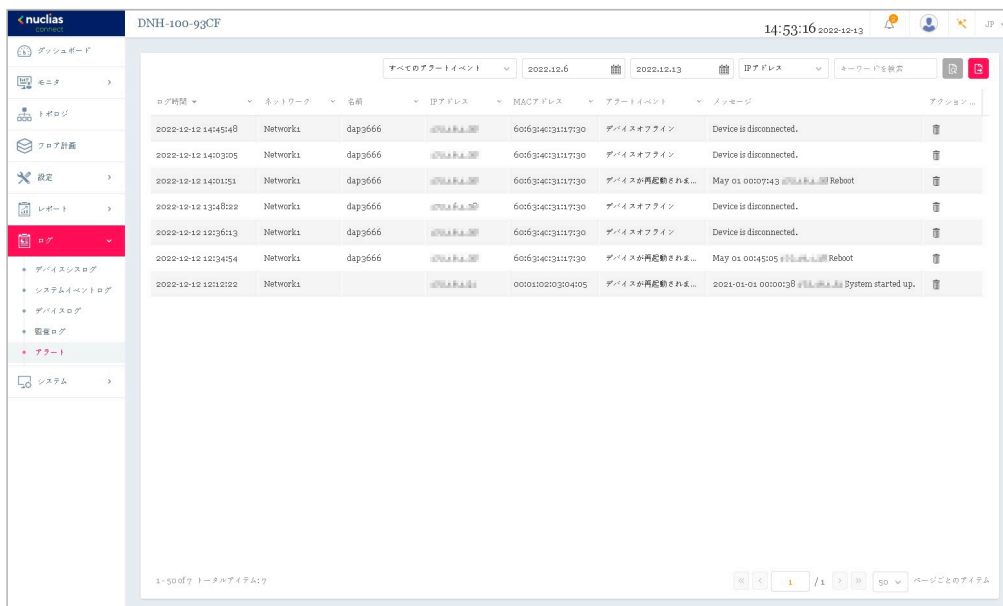 nuclias
connect
DNH-100-93CF
14:53:16 2022-12-13
JP
ダッシュボード
モニタ
トポロジ
フロア計画
設定
レポート
ログ
デバイスシスログ
システムイベントログ
デバイスログ
監査ログ
アラート
システム
すべてのアラートイベント 2022.12.6 2022.12.13 IPアドレス キーワードを検索
ログ時間 ネットワーク 名前 IPアドレス MACアドレス アラートイベント メッセージ アクション ...
2022-12-12 14:45:48 Network1 dap3666 60:63:4c:31:17:30 デバイスオフライン Device is disconnected.
2022-12-12 14:03:05 Network1 dap3666 60:63:4c:31:17:30 デバイスオフライン Device is disconnected.
2022-12-12 14:01:51 Network1 dap3666 60:63:4c:31:17:30 デバイスが再起動されま... May 01 00:07:43 Reboot
2022-12-12 13:48:22 Network1 dap3666 60:63:4c:31:17:30 デバイスオフライン Device is disconnected.
2022-12-12 12:36:13 Network1 dap3666 60:63:4c:31:17:30 デバイスオフライン Device is disconnected.
2022-12-12 12:34:54 Network1 dap3666 60:63:4c:31:17:30 デバイスが再起動されま... May 01 00:45:05 Reboot
2022-12-12 12:12:22 Network1 00:01:02:03:04:05 デバイスが再起動されま... 2021-01-01 00:00:38 System started up.
1 - 50 of 7 トータルアイテム: 7
1 / 1 50 ページごとのアイテム